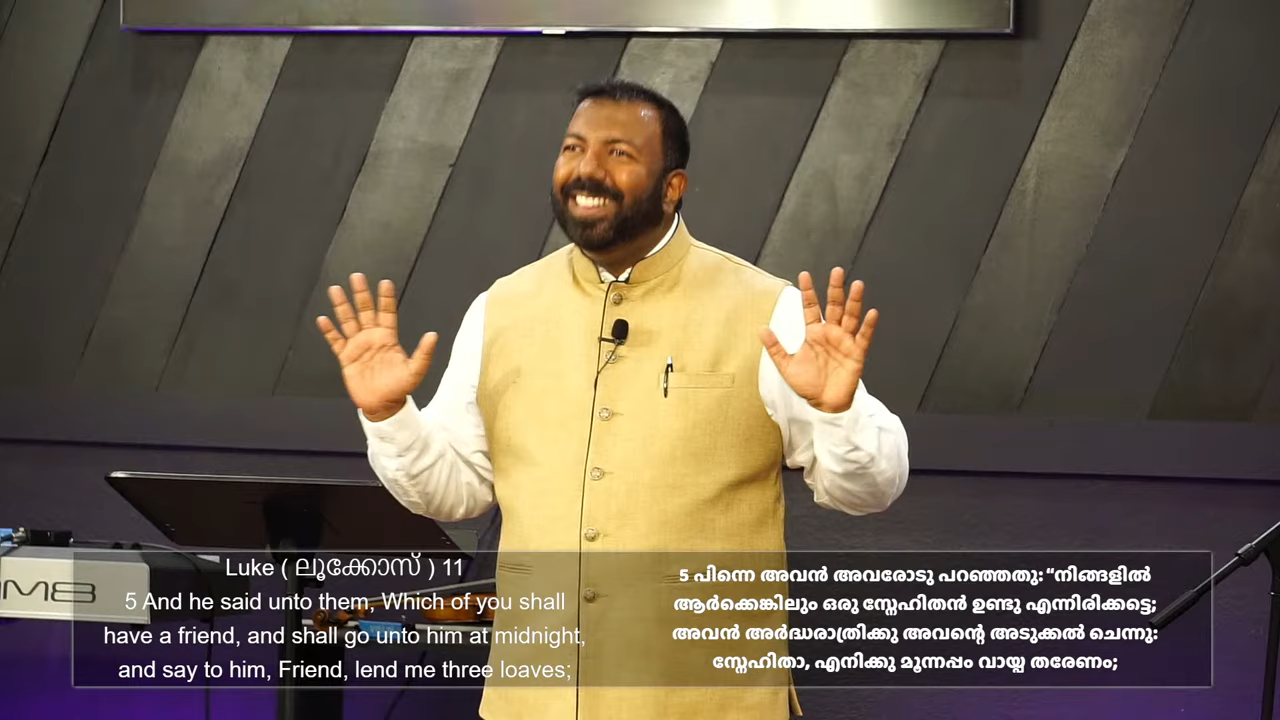 Luke ( ലൂക്കോസ് ) 11
5 And he said unto them, Which of you shall
have a friend, and shall go unto him at midnight,
and say to him, Friend, lend me three loaves;
5 പിന്നെ അവൻ അവരോടു പറഞ്ഞതു: “നിങ്ങളിൽ
ആർക്കെങ്കിലും ഒരു സ്നേഹിതൻ ഉണ്ടു എന്നിരിക്കട്ടെ;
അവൻ അർദ്ധരാത്രിക്കു അവന്റെ അടുക്കൽ ചെന്നു:
സ്നേഹിതാ, എനിക്കു മൂന്നപ്പം വായ്പ തരേണം;
M8